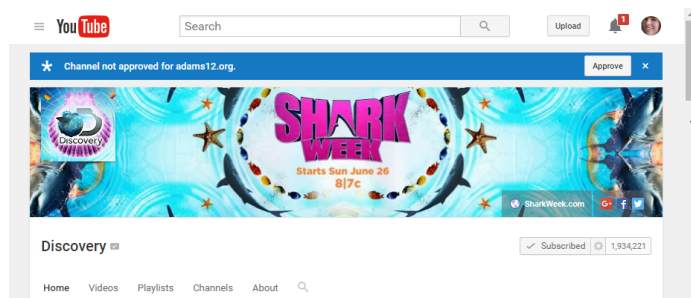 YouTube
Search
Upload
1
Channel not approved for adams12.org.
Approve
×
Discovery
SHARK
WEEK
Starts Sun June 26
8|7c
SharkWeek.com
G+ f
Discovery
Subscribed 1,934,221
Home Videos Playlists Channels About